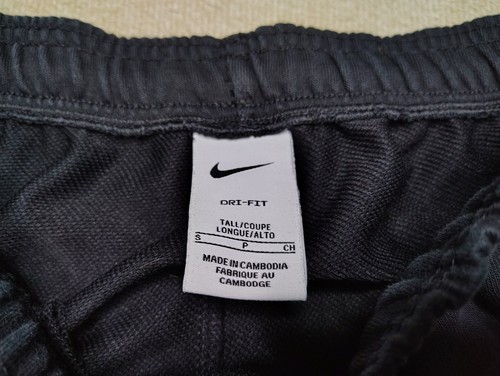 DRI-FIT
TALL/COUPE
LONGUE/ALTO
S P CH
MADE IN CAMBODIA
FABRIQUE AU
CAMBODGE